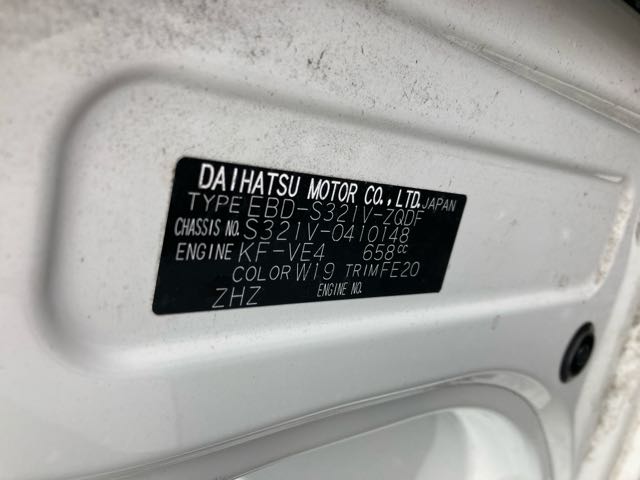 DAIHATSU MOTOR CO.,LTD. JAPAN
TYPE EBD-S321V-ZQDF
CHASSIS NO. S321V-0410148
ENGINE KF-VE4 658cc
COLOR W19 TRIM FE20
ZHZ ENGINE NO.